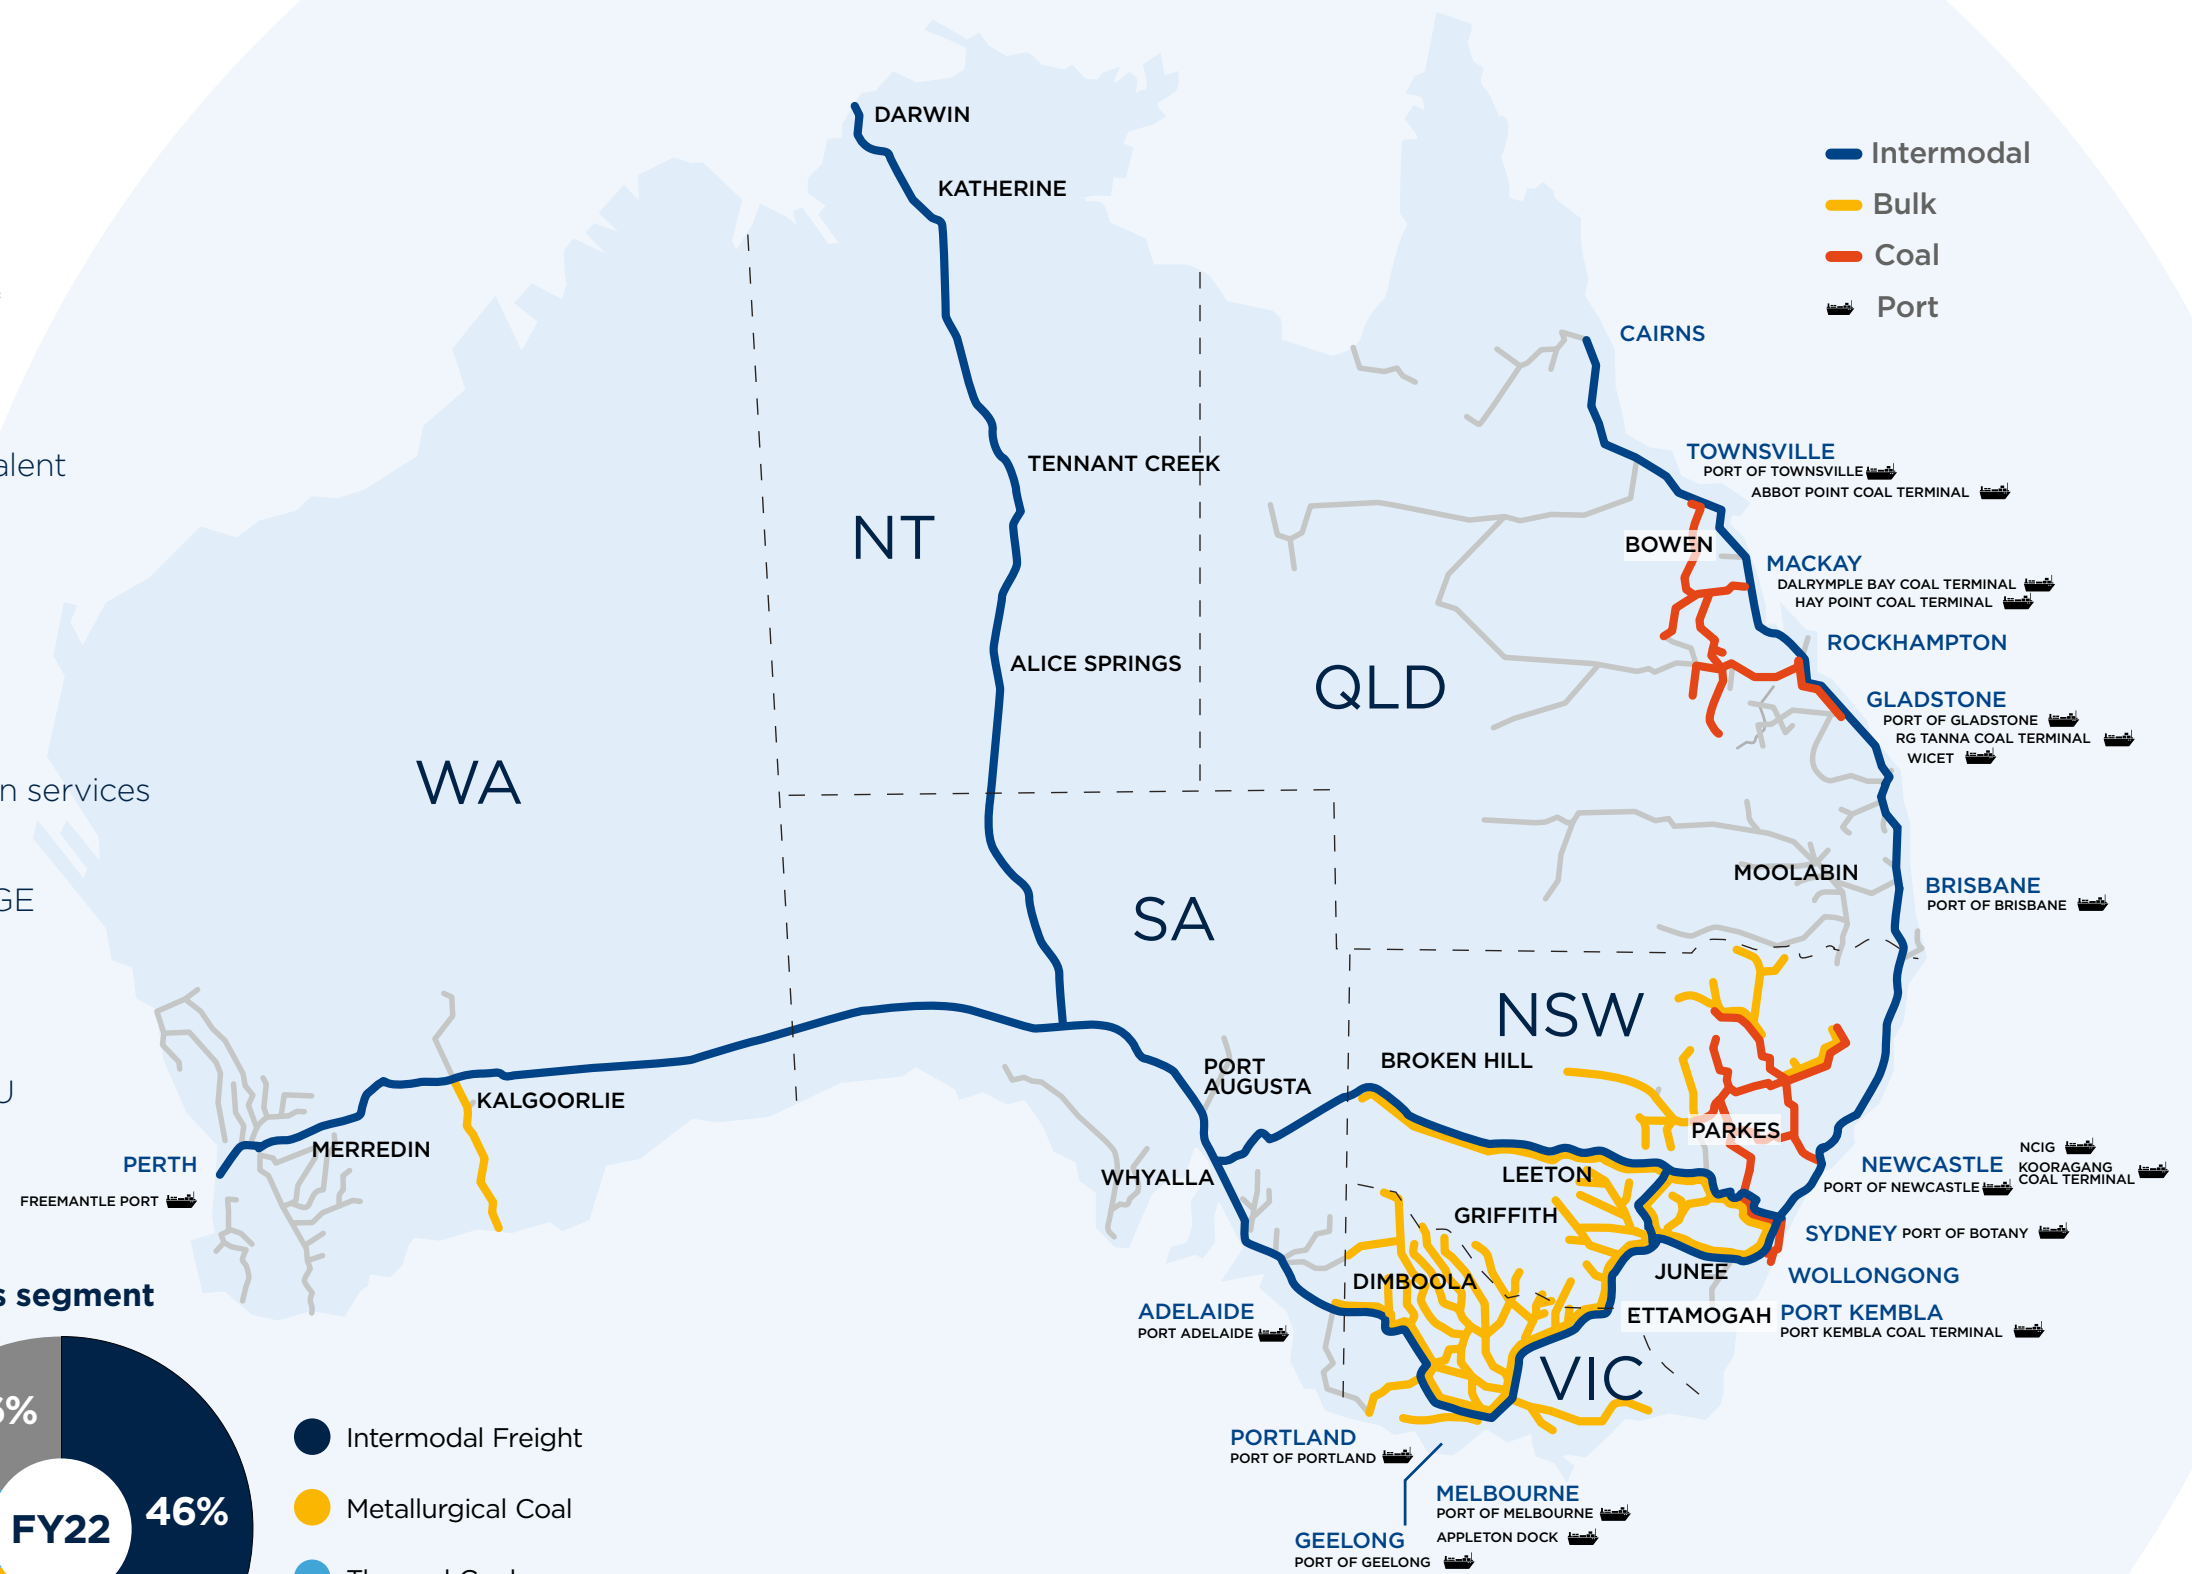 DARWIN
KATHERINE
TENNANT CREEK
ALICE SPRINGS
NT
WA
SA
QLD
NSW
VIC
Intermodal
Bulk
Coal
Port
CAIRNS
TOWNSVILLE
PORT OF TOWNSVILLE
ABBOT POINT COAL TERMINAL
BOWEN
MACKAY
DALRYMPLE BAY COAL TERMINAL
HAY POINT COAL TERMINAL
ROCKHAMPTON
GLADSTONE
PORT OF GLADSTONE
RG TANNA COAL TERMINAL
WICET
MOOLABIN
BRISBANE
PORT OF BRISBANE
BROKEN HILL
PORT
AUGUSTA
WHYALLA
PARKES
LEETON
GRIFFITH
JUNEE
DIMBOOLA
ETTAMOGAH
NEWCASTLE
PORT OF NEWCASTLE
NCIG
KOORAGANG
COAL TERMINAL
SYDNEY PORT OF BOTANY
WOLLONGONG
PORT KEMBLA
PORT KEMBLA COAL TERMINAL
KALGOORLIE
MERREDIN
PERTH
FREEMANTLE PORT
ADELAIDE
PORT ADELAIDE
PORTLAND
PORT OF PORTLAND
MELBOURNE
PORT OF MELBOURNE
APPLETON DOCK
GEELONG
PORT OF GEELONG
alent
n services
GE
U
s segment
6%
46%
FY22
Intermodal Freight
Metallurgical Coal